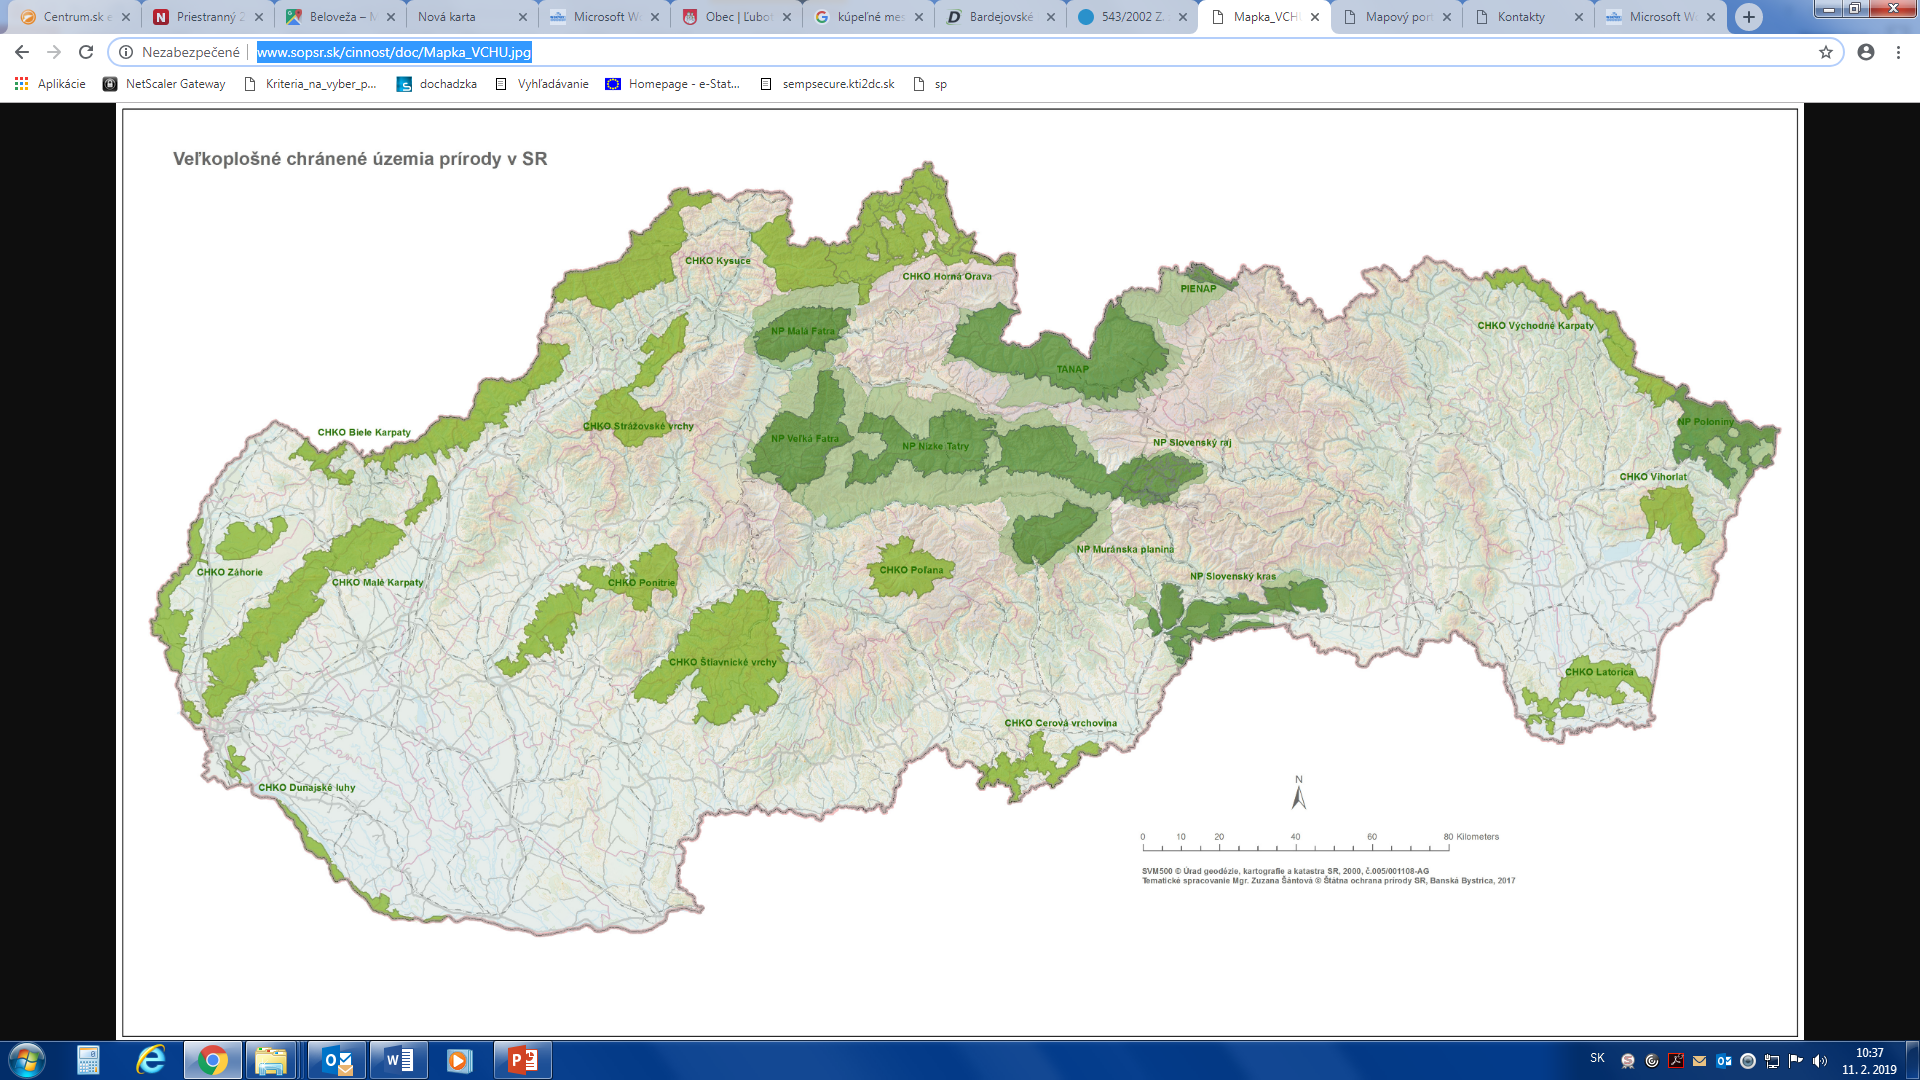 Centrum.sk e
Priestranný 2
Beloveža – M
Nová karta
Microsoft Wo
Obec | Ľubot
kúpeľné mes
Bardejovské
543/2002 Z.
Mapka_VCHU
Mapový port
Kontakty
Microsoft Wo
Nezabezpečené
www.sopsr.sk/cinnost/doc/Mapka_VCHU.jpg
Aplikácie
NetScaler Gateway
Kriteria_na_vyber_p...
dochadzka
Vyhľadávanie
Homepage - e-Stat...
sempsecure.kti2dc.sk
sp
Veľkoplošné chránené územia prírody v SR
CHKO Kysuce
CHKO Horná Orava
PIENAP
CHKO Východné Karpaty
NP Malá Fatra
TANAP
CHKO Biele Karpaty
CHKO Strážovské vrchy
NP Veľká Fatra
NP Nízke Tatry
NP Slovenský raj
NP Poloniny
CHKO Vihorlat
CHKO Záhorie
CHKO Malé Karpaty
CHKO Ponitrie
CHKO Poľana
NP Muránska planina
NP Slovenský kras
CHKO Štiavnické vrchy
CHKO Latorica
CHKO Cerová vrchovina
CHKO Dunajské luhy
N
0 10 20 40 60 80 Kilometers
SVM500 © Úrad geodézie, kartografie a katastra SR, 2000, č.005/001108-AG
Tematické spracovanie Mgr. Zuzana Šántová © Štátna ochrana prírody SR, Banská Bystrica, 2017
SK
10:37
11. 2. 2019